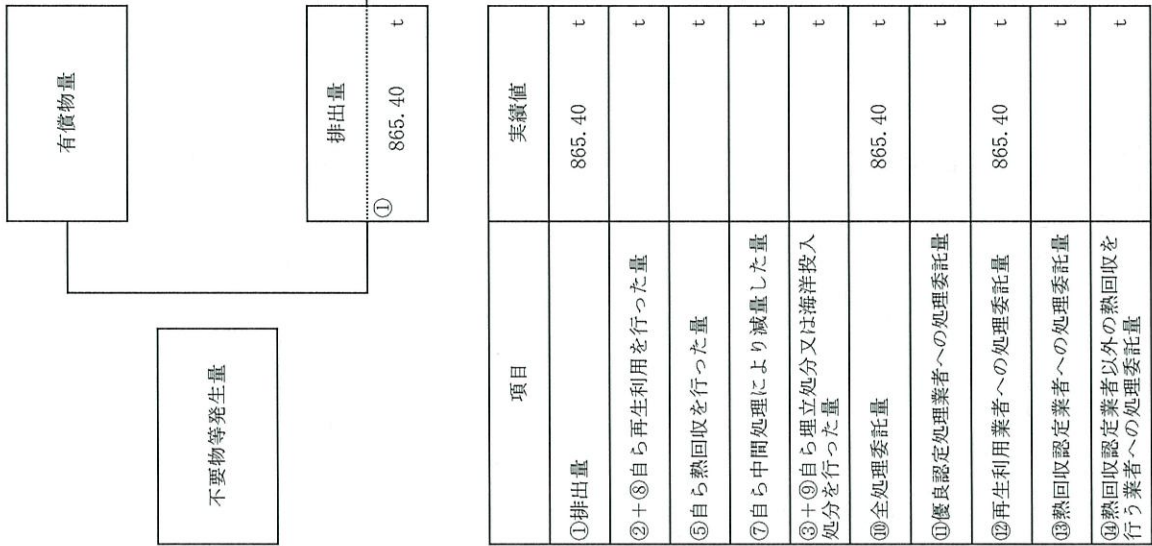 有償物量
不要物等発生量
排出量
① 865.40 t
項目 実績値
①排出量 865.40 t
②+⑧自ら再生利用を行った量 t
⑤自ら熱回収を行った量 t
⑦自ら中間処理により減量した量 t
③+⑨自ら埋立処分又は海洋投入
処分を行った量 t
⑩全処理委託量 865.40 t
⑪優良認定処理業者への処理委託量 t
⑫再生利用業者への処理委託量 865.40 t
⑬熱回収認定業者への処理委託量 t
⑭熱回収認定業者以外の熱回収を
行う業者への処理委託量 t